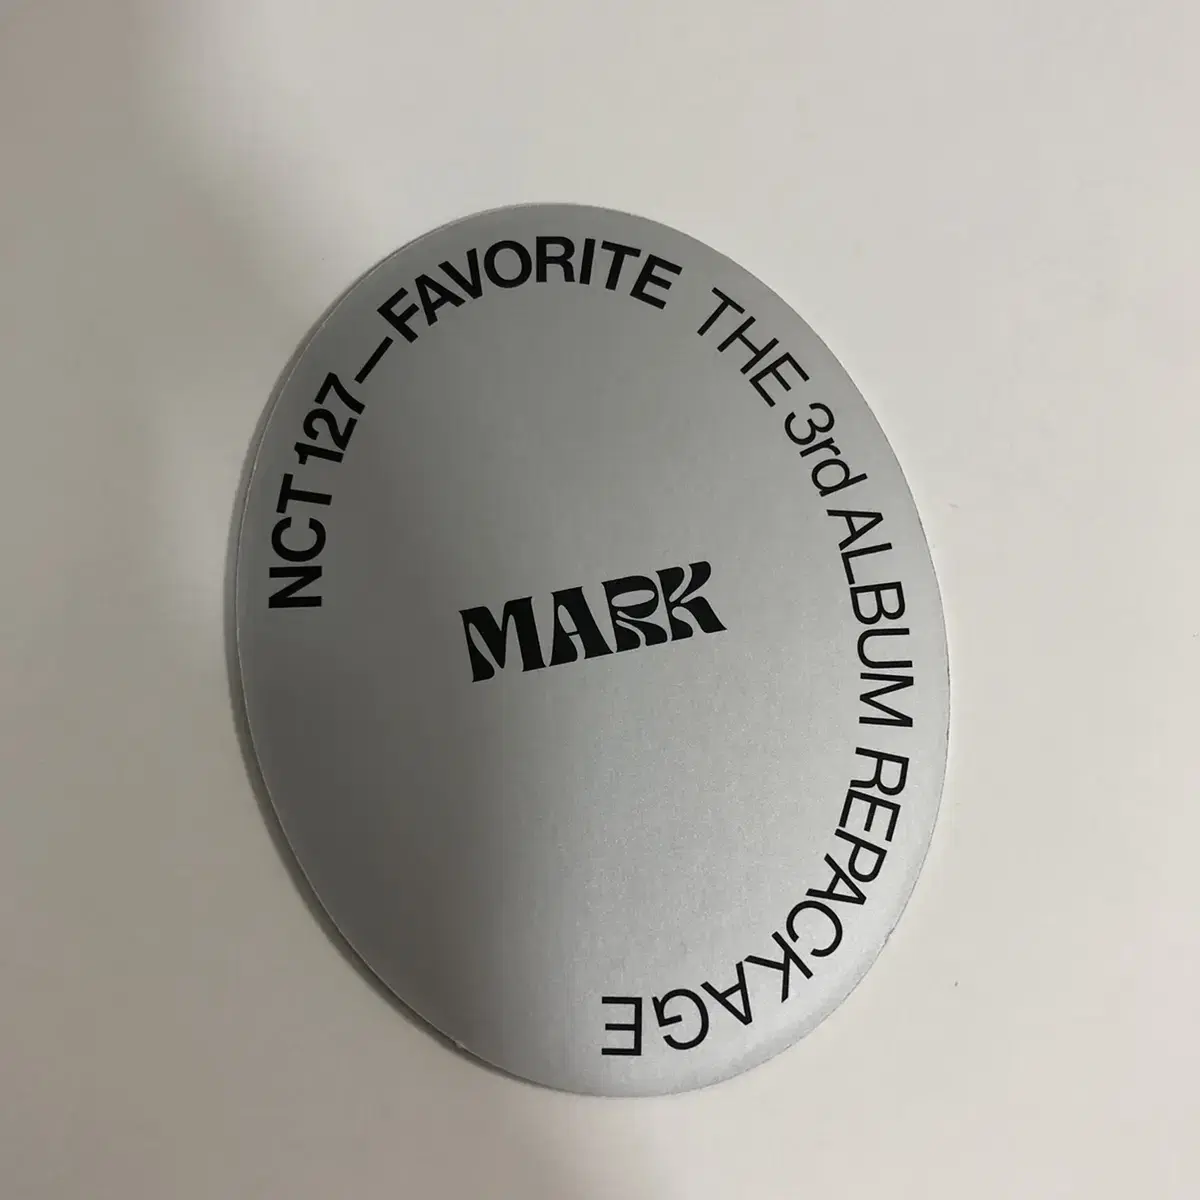 NCT 127—FAVORITE THE 3rd ALBUM REPACKAGE
MARK